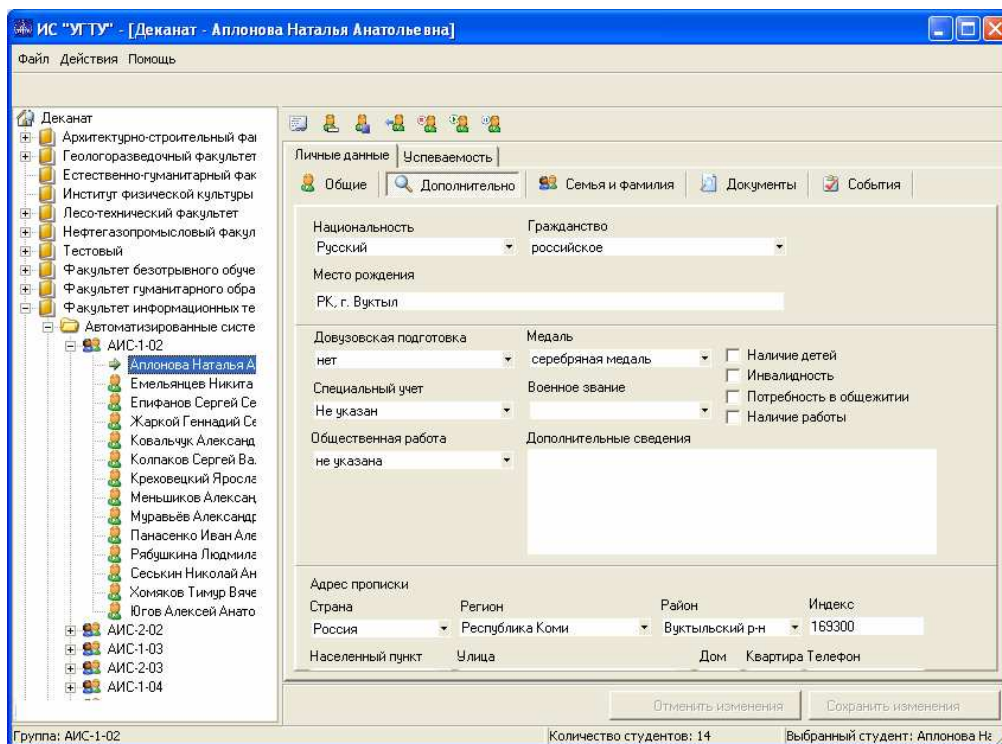 ИС "УГТУ" - [Деканат - Аплонова Наталья Анатольевна]
Файл Действия Помощь
Деканат
Архитектурно-строительный фа
Геологоразведочный факультет
Естественно-гуманитарный фак
Институт физической культуры
Лесо-технический факультет
Нефтегазопромысловый факул
Тестовый
Факультет безотрывного обуче
Факультет гуманитарного обра
Факультет информационных те
Автоматизированные систе
АИС-1-02
Аплонова Наталья А
Емельянцев Никита
Епифанов Сергей Се
Жаркой Геннадий Се
Ковальчук Александ
Колпаков Сергей Ва
Креховецкий Яросла
Меньшиков Алексан
Муравьёв Александр
Панасенко Иван Але
Рябушкина Людмила
Сеськин Николай Ан
Хомяков Тимур Вяче
Югов Алексей Анато
АИС-2-02
АИС-1-03
АИС-2-03
АИС-1-04
Личные данные Успеваемость
Общие Дополнительно Семья и фамилия Документы События
Национальность Гражданство
Русский российское
Место рождения
РК, г. Вуктыл
Довузовская подготовка Медаль
нет серебряная медаль Наличие детей
Инвалидность
Специальный учет Военное звание Потребность в общежитии
Не указан Наличие работы
Общественная работа Дополнительные сведения
не указана
Адрес прописки
Страна Регион Район Индекс
Россия Республика Коми Вуктыльский р-н 169300
Населенный пункт Улица Дом Квартира Телефон
Отменить изменения Сохранить изменения
Группа: АИС-1-02 Количество студентов: 14 Выбранный студент: Аплонова На